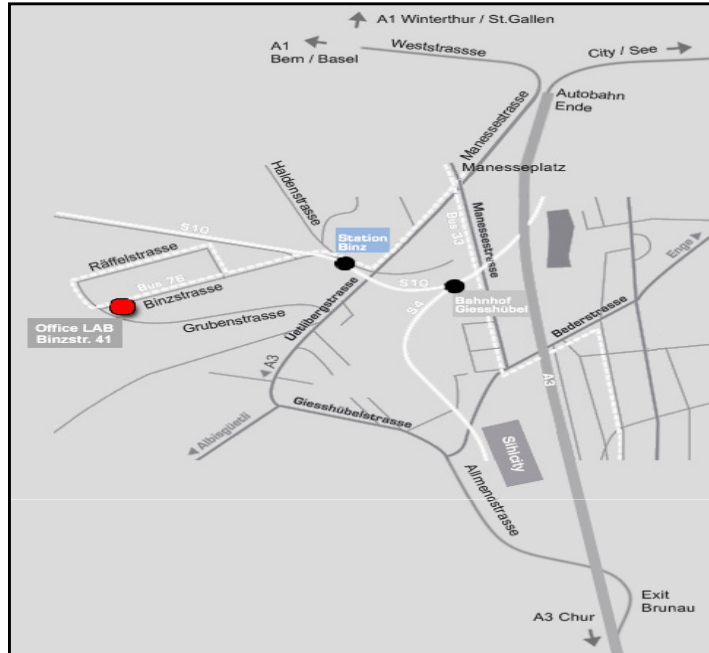 A1 Winterthur / St.Gallen
A1
Bern / Basel
Weststrassse
City / See
Autobahn
Ende
Manessestrasse
Manesseplatz
Haldenstrasse
S10
Station
Binz
Bus 33
Manessestrasse
Räffelstrasse
Bus 76
Binzstrasse
Office LAB
Binzstr. 41
Grubenstrasse
Üetlibergstrasse
S10
S4
Bahnhof
Giesshübel
Enge
Bederstrasse
A3
A3
Giesshübelstrasse
Albisgüetli
Sihlcity
Allmendstrasse
Exit
Brunau
A3 Chur